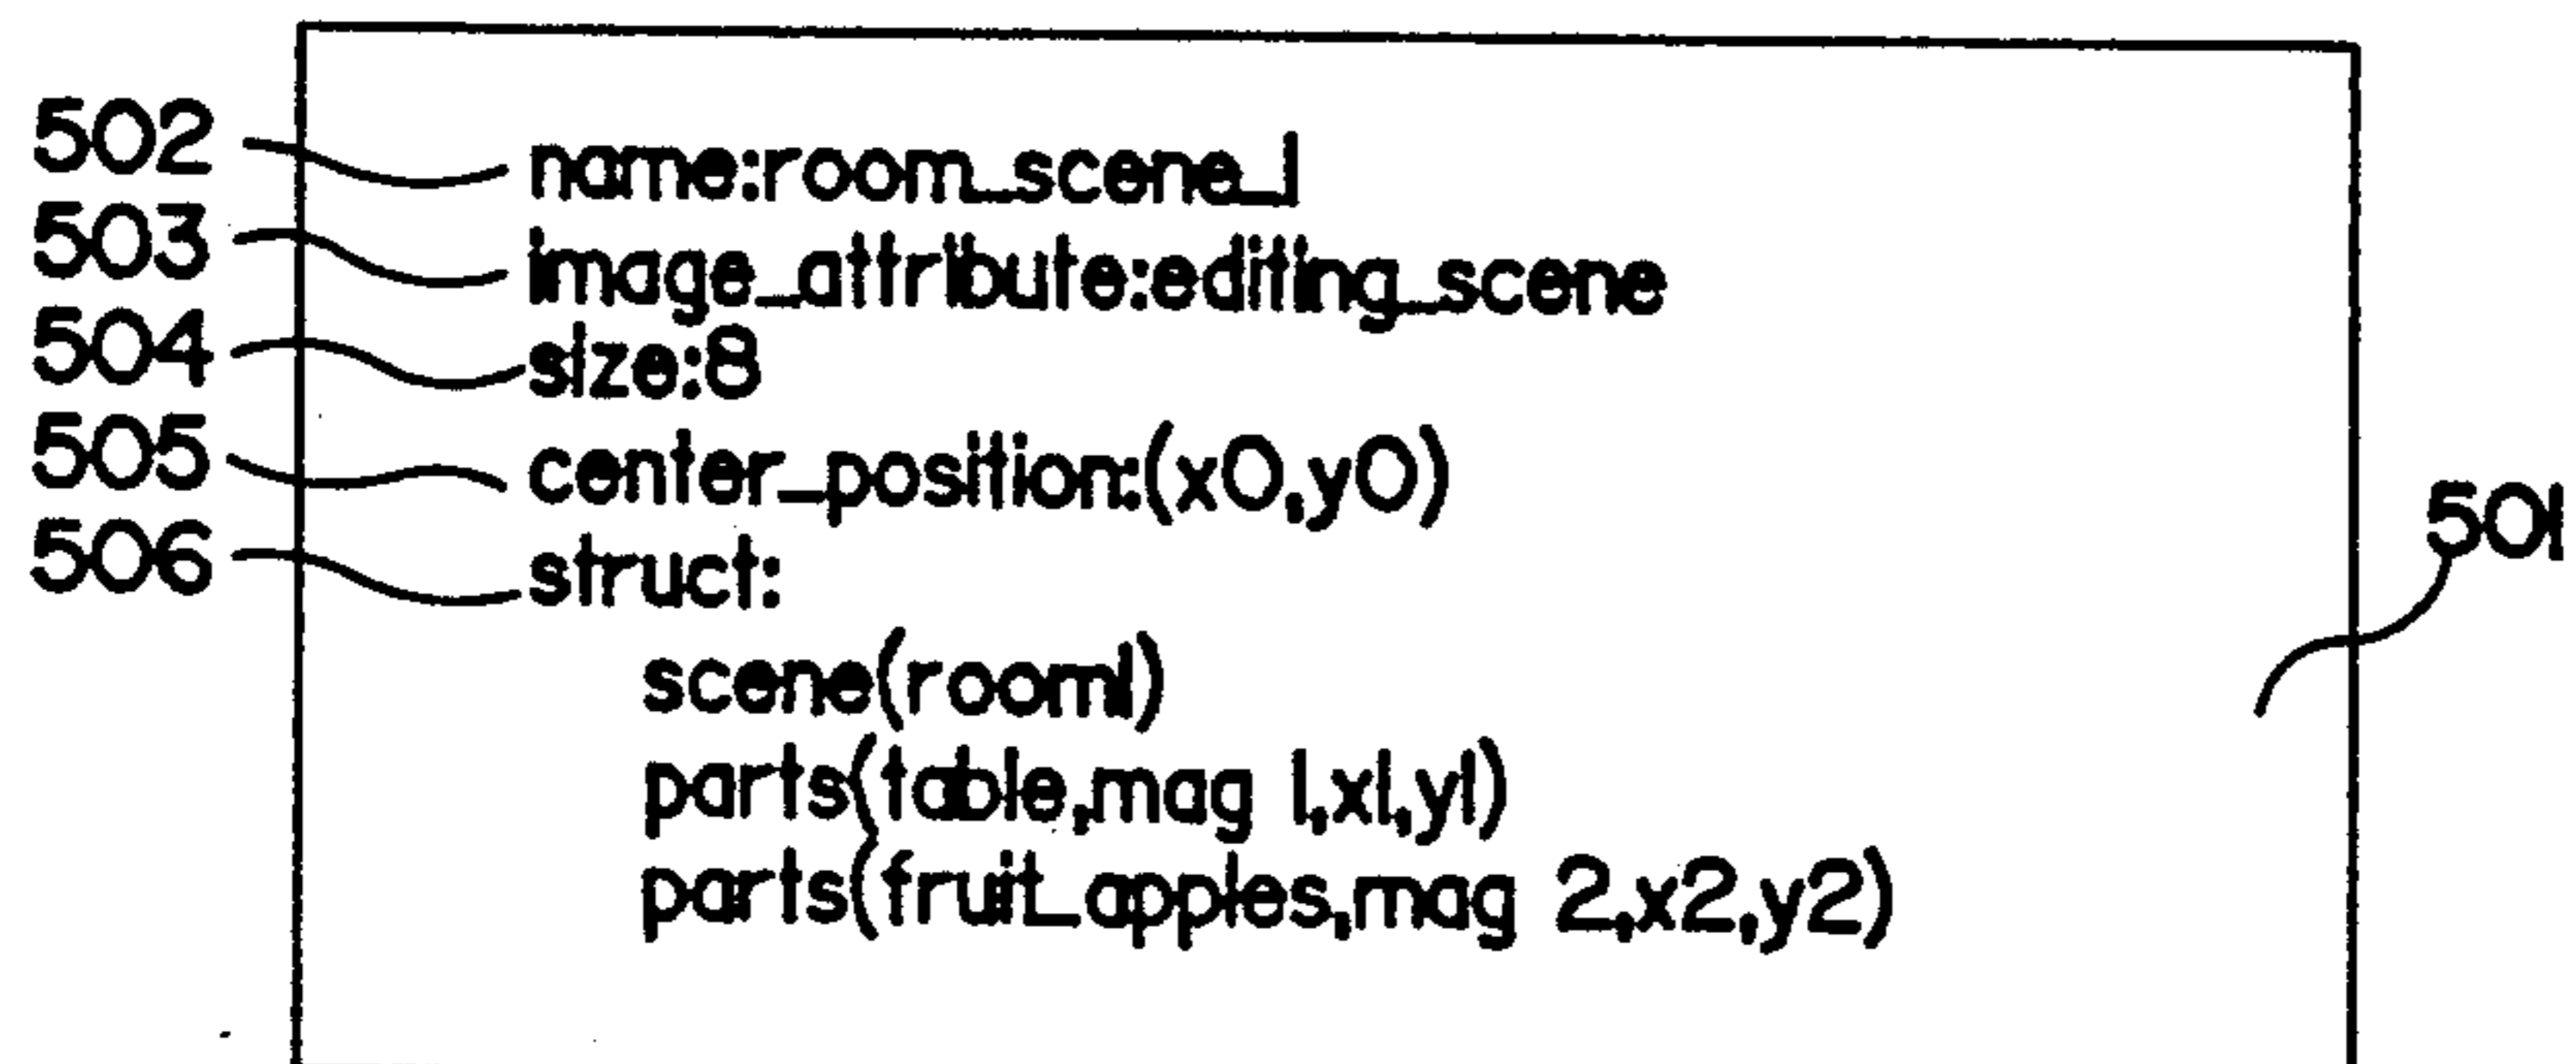 502 name:room_scene_1
503 image_attribute:editing_scene
504 size:8
505 center_position:(x0,y0)
506 struct:
501
scene(room1)
parts(table,mag 1,x1,y1)
parts(fruit_apples,mag 2,x2,y2)